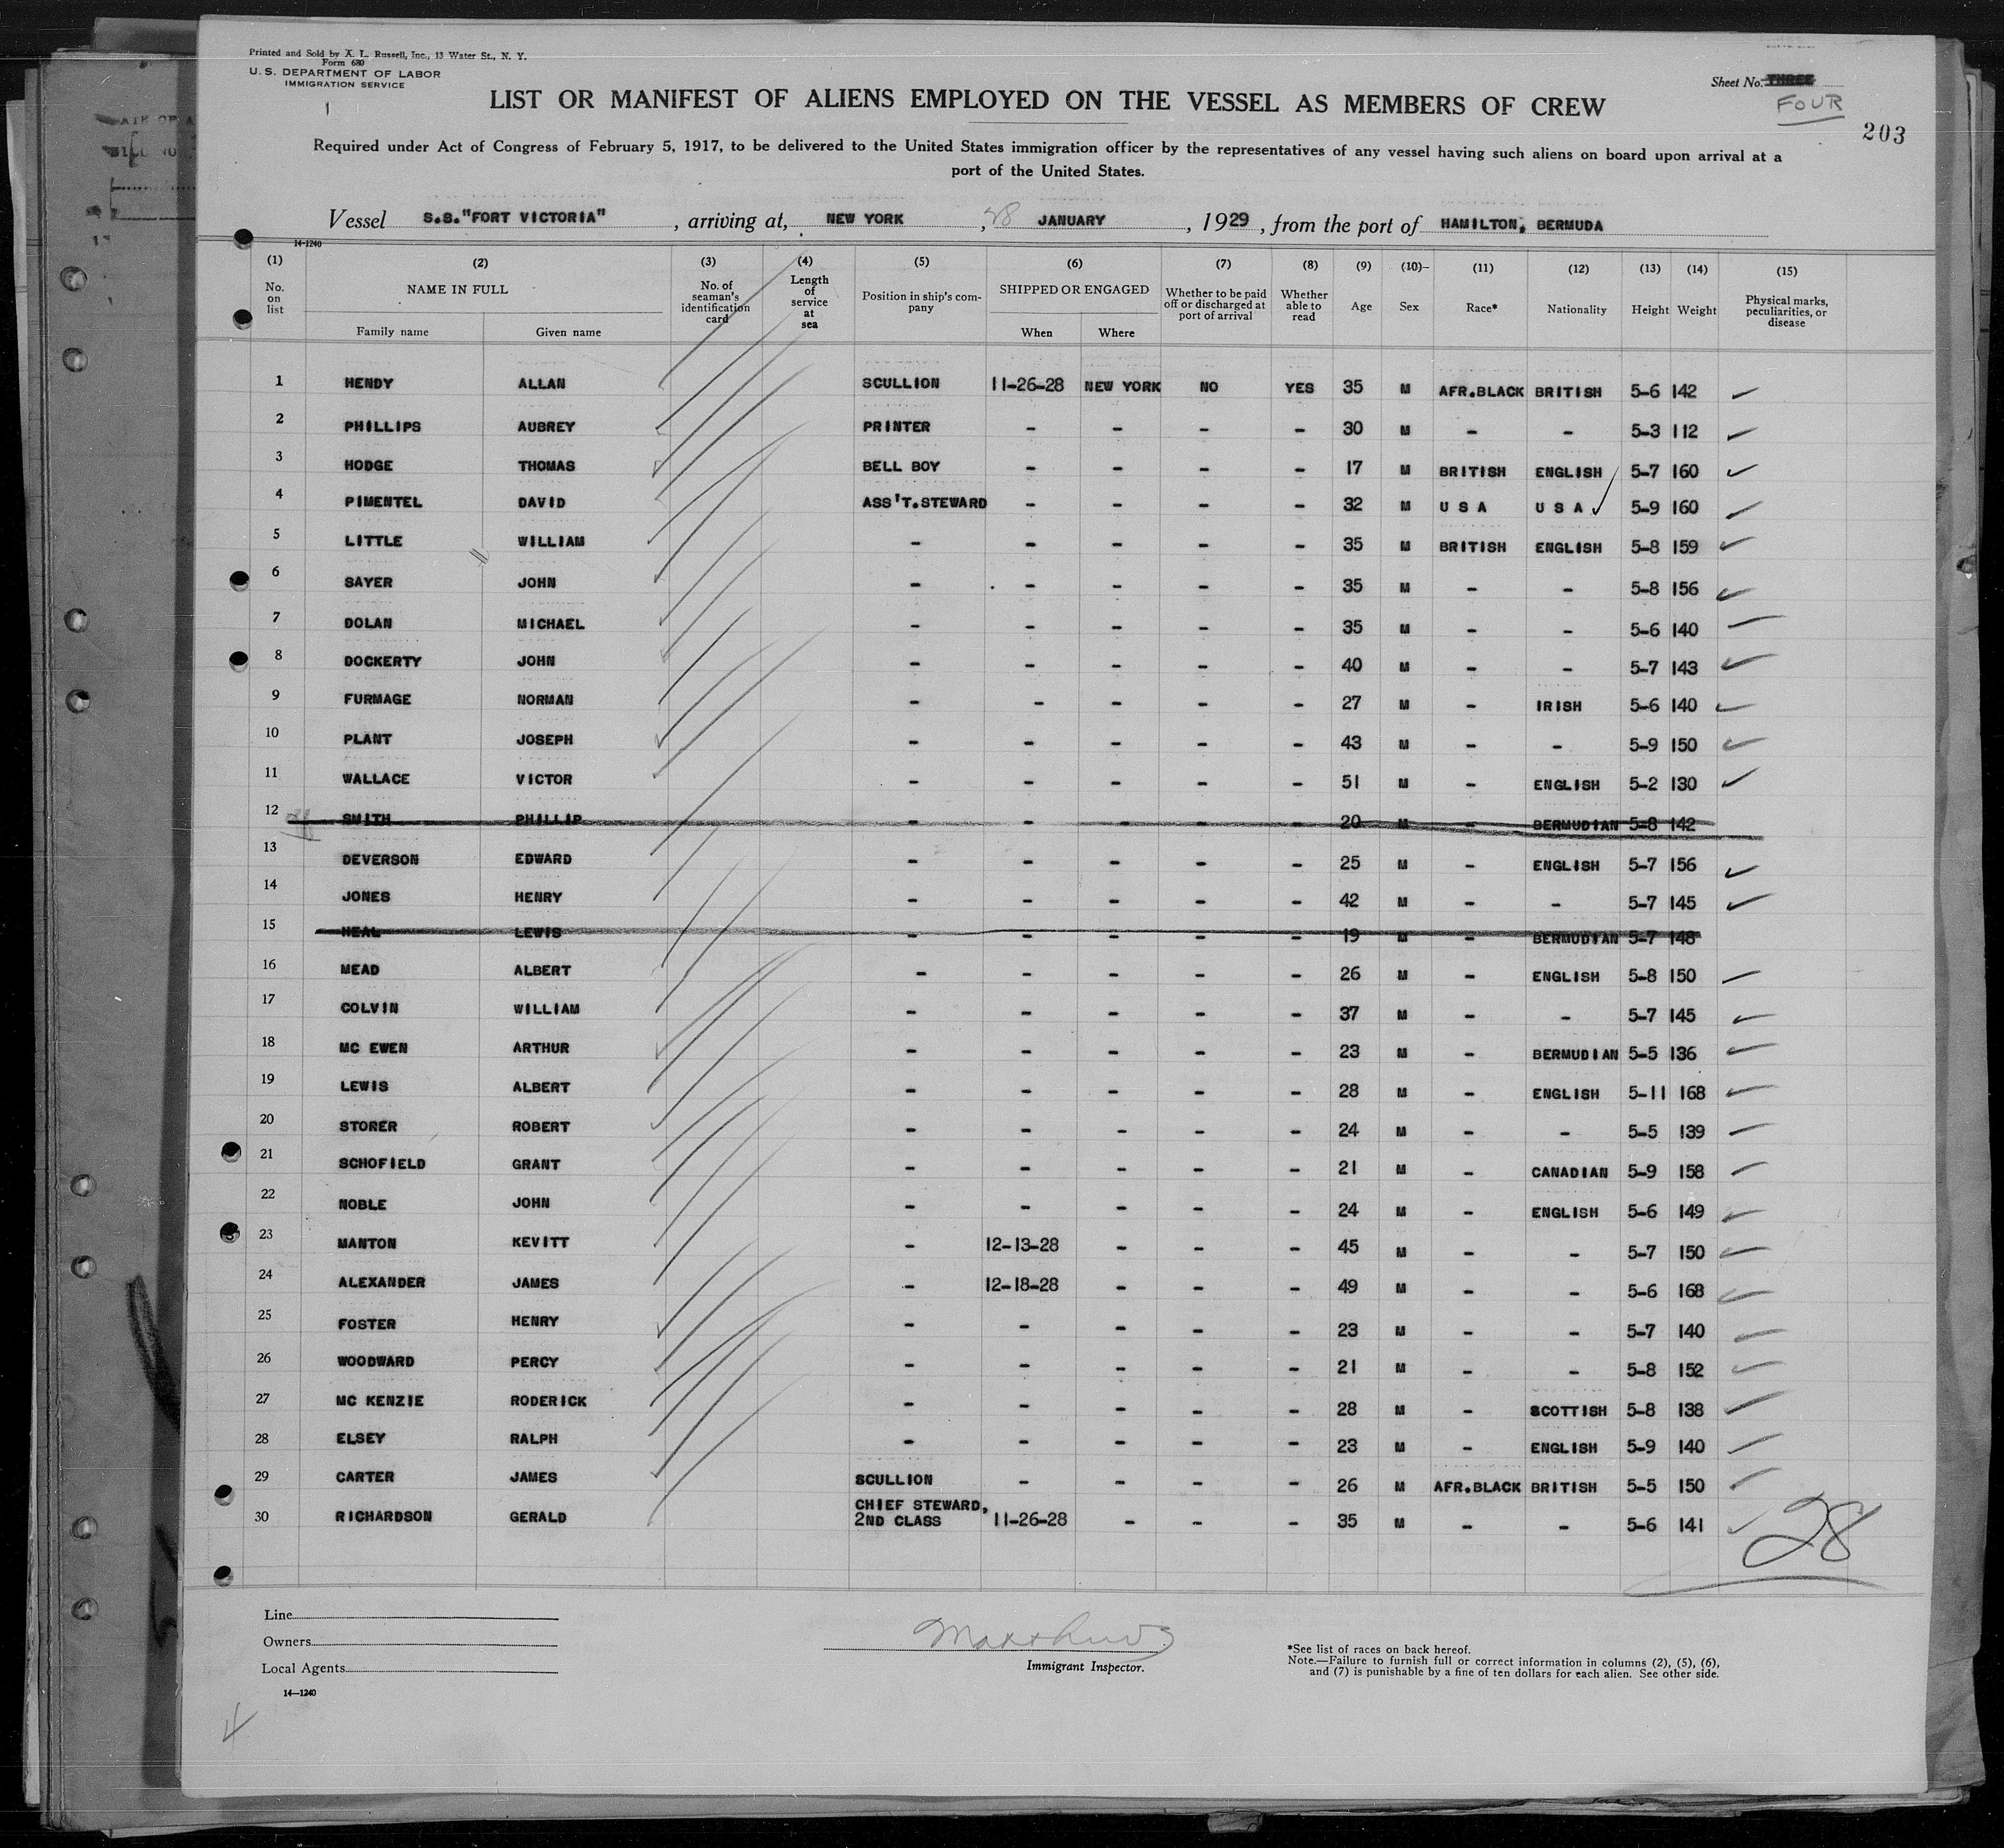 Printed and Sold by A. L. Russell, Inc., 13 Water St., N. Y.
Form 680
U. S. DEPARTMENT OF LABOR
IMMIGRATION SERVICE
1
Sheet No. THREE
FOUR
203
LIST OR MANIFEST OF ALIENS EMPLOYED ON THE VESSEL AS MEMBERS OF CREW
Required under Act of Congress of February 5, 1917, to be delivered to the United States immigration officer by the representatives of any vessel having such aliens on board upon arrival at a
port of the United States.
Vessel S.S."FORT VICTORIA" , arriving at, NEW YORK , 28 JANUARY , 1929 , from the port of HAMILTON, BERMUDA
14-1240
(1) (2) (3) (4) (5) (6) (7) (8) (9) (10) (11) (12) (13) (14) (15)
No. on list NAME IN FULL Family name Given name No. of seaman's identification card Length of service at sea Position in ship's company SHIPPED OR ENGAGED When Where Whether to be paid off or discharged at port of arrival Whether able to read Age Sex Race* Nationality Height Weight Physical marks, peculiarities, or disease
1 HENDY ALLAN SCULLION 11-26-28 NEW YORK NO YES 35 M AFR.BLACK BRITISH 5-6 142
2 PHILLIPS AUBREY PRINTER - - - - 30 M - - 5-3 112
3 HODGE THOMAS BELL BOY - - - - 17 M BRITISH ENGLISH 5-7 160
4 PIMENTEL DAVID ASS'T.STEWARD - - - - 32 M U S A U S A 5-9 160
5 LITTLE WILLIAM - - - - - 35 M BRITISH ENGLISH 5-8 159
6 SAYER JOHN - - - - - 35 M - - 5-8 156
7 DOLAN MICHAEL - - - - - 35 M - - 5-6 140
8 DOCKERTY JOHN - - - - - 40 M - - 5-7 143
9 FURMAGE NORMAN - - - - - 27 M - IRISH 5-6 140
10 PLANT JOSEPH - - - - - 43 M - - 5-9 150
11 WALLACE VICTOR - - - - - 51 M - ENGLISH 5-2 130
12 SMITH PHILLIP - - - - - 20 M - BERMUDIAN 5-8 142
13 DEVERSON EDWARD - - - - - 25 M - ENGLISH 5-7 156
14 JONES HENRY - - - - - 42 M - - 5-7 145
15 HEAL LEWIS - - - - - 19 M - BERMUDIAN 5-7 148
16 MEAD ALBERT - - - - - 26 M - ENGLISH 5-8 150
17 COLVIN WILLIAM - - - - - 37 M - - 5-7 145
18 MC EWEN ARTHUR - - - - - 23 M - BERMUDIAN 5-5 136
19 LEWIS ALBERT - - - - - 28 M - ENGLISH 5-11 168
20 STORER ROBERT - - - - - 24 M - - 5-5 139
21 SCHOFIELD GRANT - - - - - 21 M - CANADIAN 5-9 158
22 NOBLE JOHN - - - - - 24 M - ENGLISH 5-6 149
23 MANTON KEVITT - 12-13-28 - - - 45 M - - 5-7 150
24 ALEXANDER JAMES - 12-18-28 - - - 49 M - - 5-6 168
25 FOSTER HENRY - - - - - 23 M - - 5-7 140
26 WOODWARD PERCY - - - - - 21 M - - 5-8 152
27 MC KENZIE RODERICK - - - - - 28 M - SCOTTISH 5-8 138
28 ELSEY RALPH - - - - - 23 M - ENGLISH 5-9 140
29 CARTER JAMES SCULLION - - - - 26 M AFR.BLACK BRITISH 5-5 150
30 RICHARDSON GERALD CHIEF STEWARD, 2ND CLASS 11-26-28 - - - 35 M - - 5-6 141
28
Line
Owners
Local Agents
14-1240
Matthews
Immigrant Inspector.
*See list of races on back hereof.
Note.—Failure to furnish full or correct information in columns (2), (5), (6),
and (7) is punishable by a fine of ten dollars for each alien. See other side.